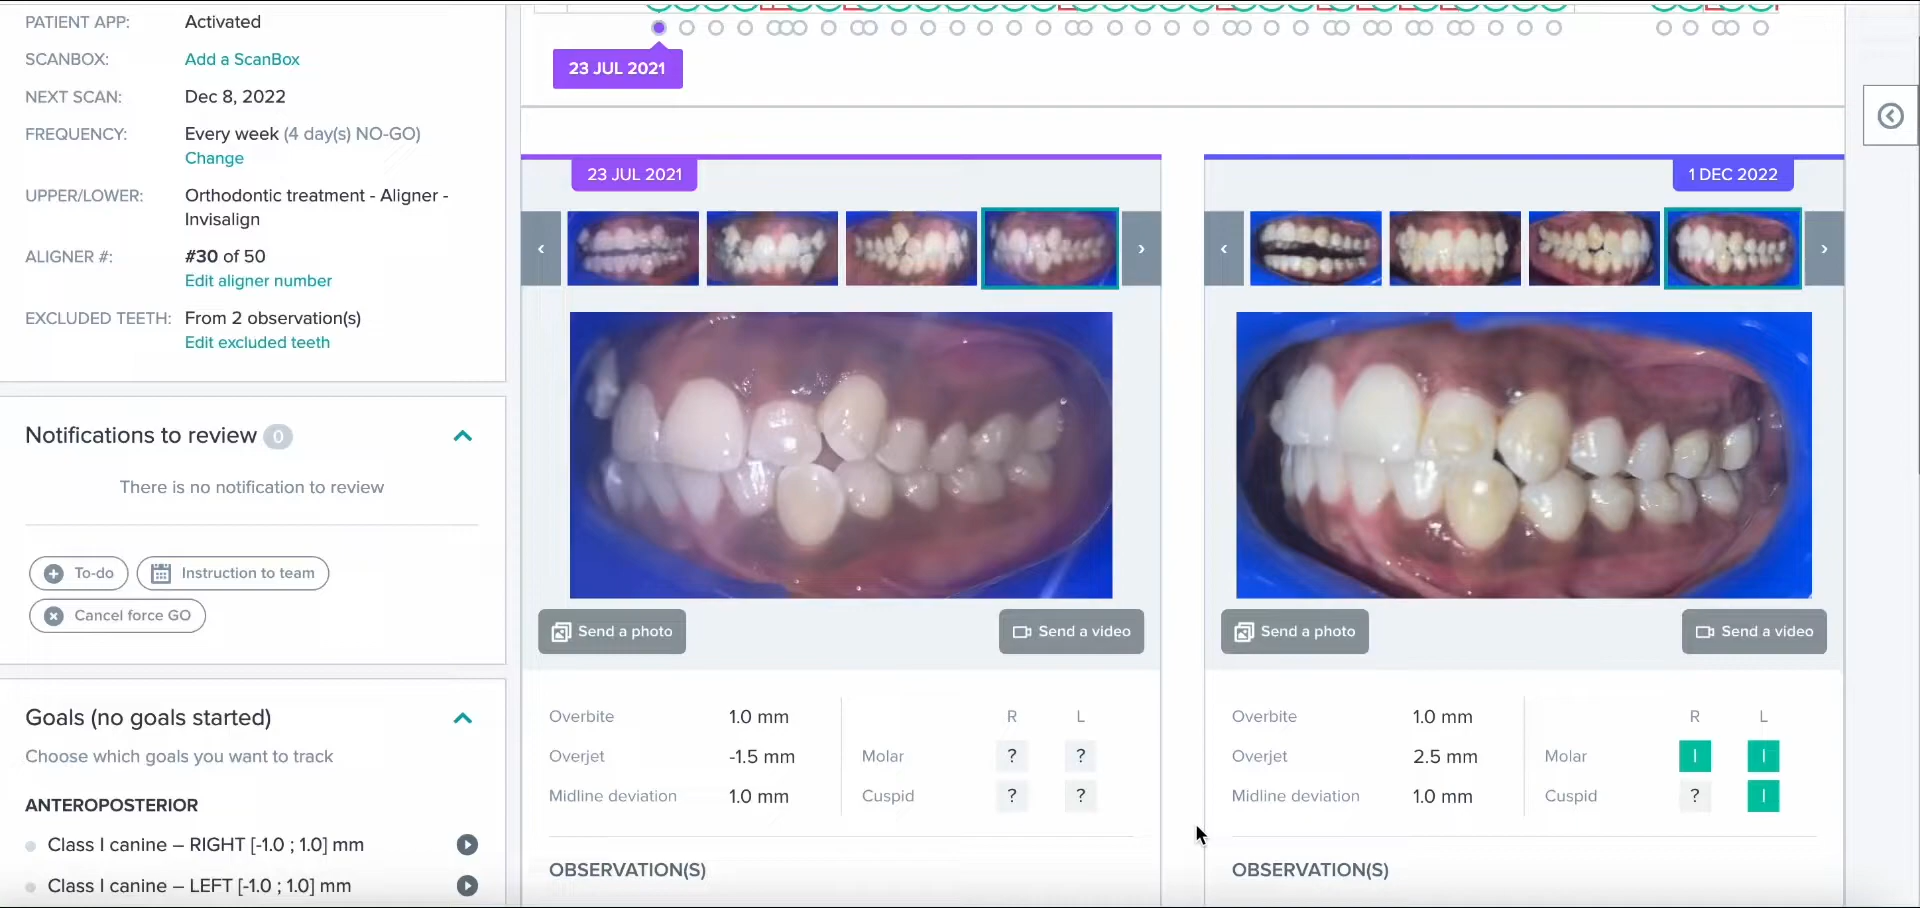 PATIENT APP: Activated
SCANBOX: Add a ScanBox
NEXT SCAN: Dec 8, 2022
FREQUENCY: Every week (4 day(s) NO-GO)
Change
UPPER/LOWER: Orthodontic treatment - Aligner -
Invisalign
ALIGNER #: #30 of 50
Edit aligner number
EXCLUDED TEETH: From 2 observation(s)
Edit excluded teeth
Notifications to review 0
There is no notification to review
To-do
Instruction to team
Cancel force GO
Goals (no goals started)
Choose which goals you want to track
ANTEROPOSTERIOR
Class I canine – RIGHT [-1.0 ; 1.0] mm
Class I canine – LEFT [-1.0 ; 1.0] mm
23 JUL 2021
23 JUL 2021
Send a photo
Send a video
Overbite 1.0 mm
Overjet -1.5 mm
Midline deviation 1.0 mm
R L
Molar ? ?
Cuspid ? ?
OBSERVATION(S)
1 DEC 2022
Send a photo
Send a video
Overbite 1.0 mm
Overjet 2.5 mm
Midline deviation 1.0 mm
R L
Molar I I
Cuspid ? I
OBSERVATION(S)